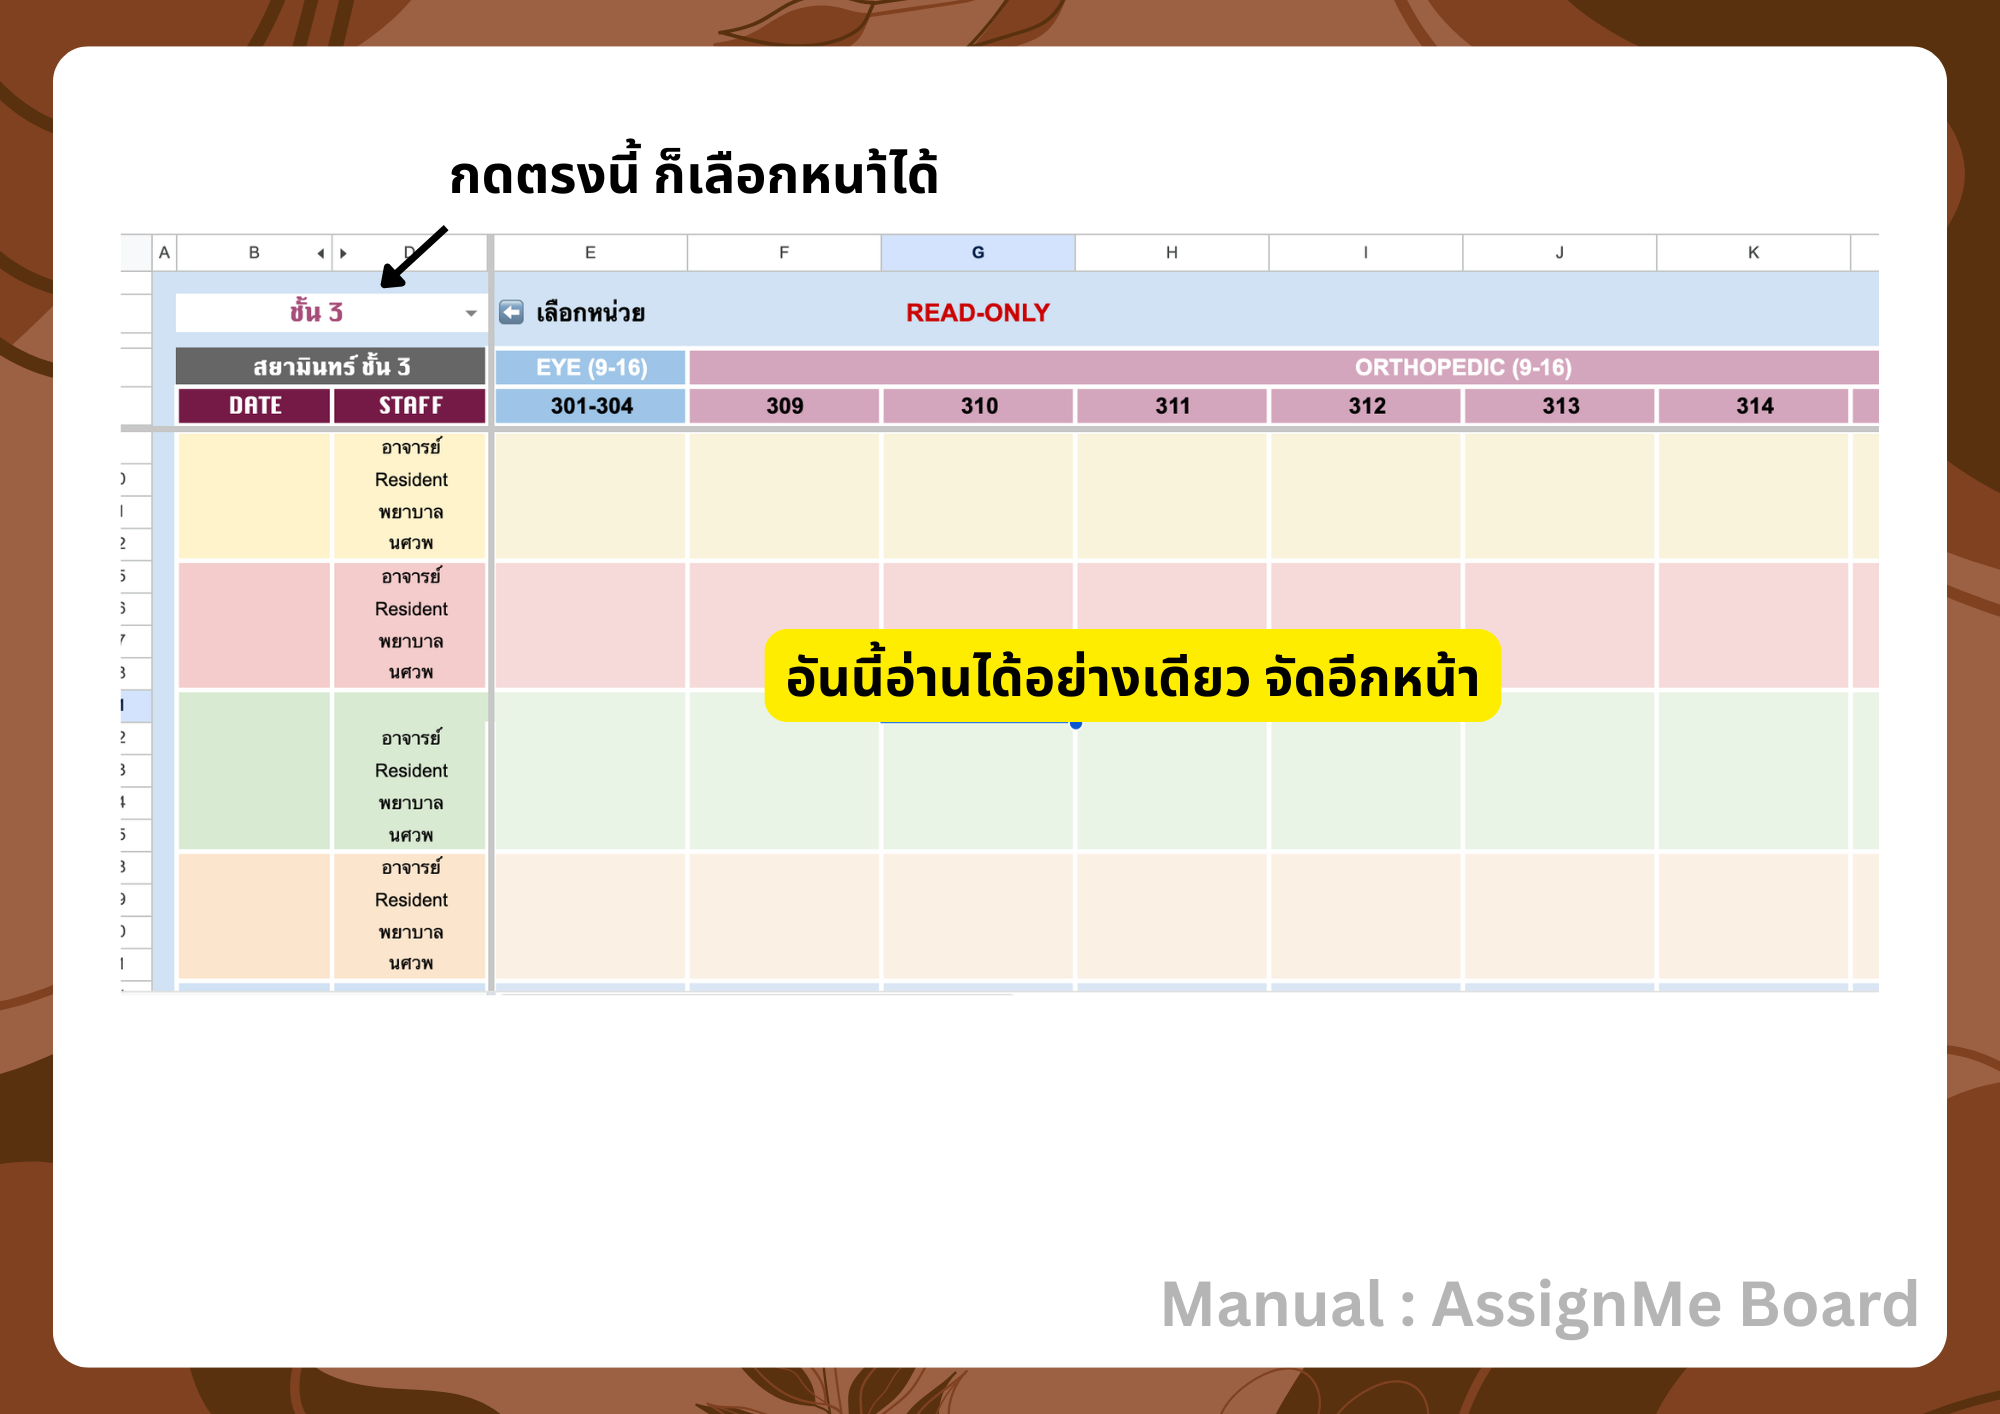 กดตรงนี้ ก็เลือกหน้าได้
A B D E F G H I J K
ชั้น 3 เลือกหน่วย READ-ONLY
สยามินทร์ ชั้น 3 EYE (9-16) ORTHOPEDIC (9-16)
DATE STAFF 301-304 309 310 311 312 313 314
อาจารย์
Resident
พยาบาล
นศวพ
อาจารย์
Resident
พยาบาล
นศวพ
อันนี้อ่านได้อย่างเดียว จัดอีกหน้า
อาจารย์
Resident
พยาบาล
นศวพ
อาจารย์
Resident
พยาบาล
นศวพ
Manual : AssignMe Board